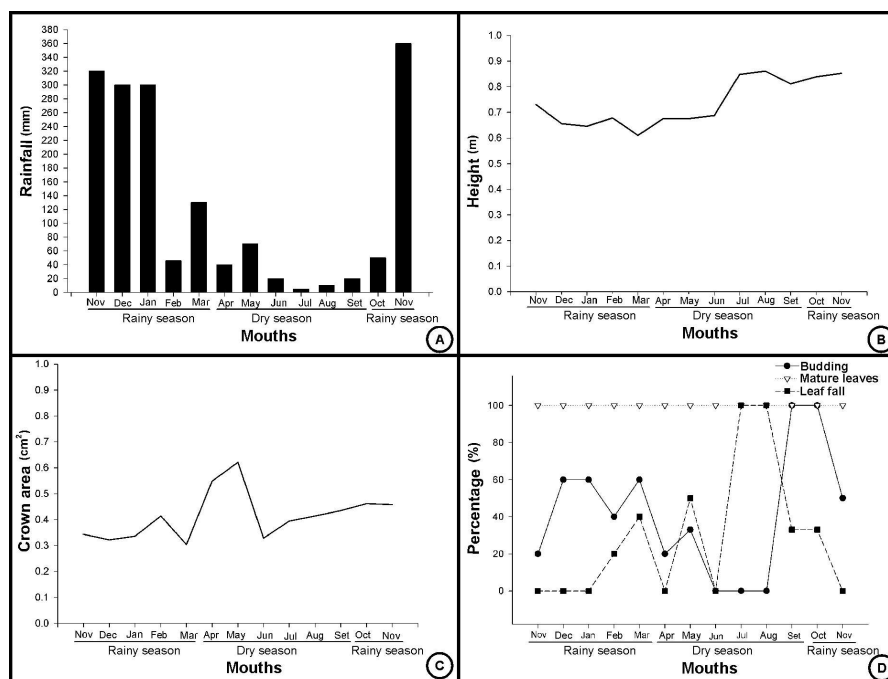 380
360
340
320
300
280
260
240
220
200
180
160
140
120
100
80
60
40
20
0
Rainfall (mm)
Nov Dec Jan Feb Mar Apr May Jun Jul Aug Set Oct Nov
Rainy season Dry season Rainy season
Mouths
A
1.0
0.9
0.8
0.7
0.6
0.5
0.4
0.3
0.2
0.1
0.0
Height (m)
Nov Dec Jan Feb Mar Apr May Jun Jul Aug Set Oct Nov
Rainy season Dry season Rainy season
Mouths
B
1.0
0.9
0.8
0.7
0.6
0.5
0.4
0.3
0.2
0.1
0.0
Crown area (cm²)
Nov Dec Jan Feb Mar Apr May Jun Jul Aug Set Oct Nov
Rainy season Dry season Rainy season
Mouths
C
Budding
Mature leaves
Leaf fall
100
80
60
40
20
0
Percentage (%)
Nov Dec Jan Feb Mar Apr May Jun Jul Aug Set Oct Nov
Rainy season Dry season Rainy season
Mouths
D